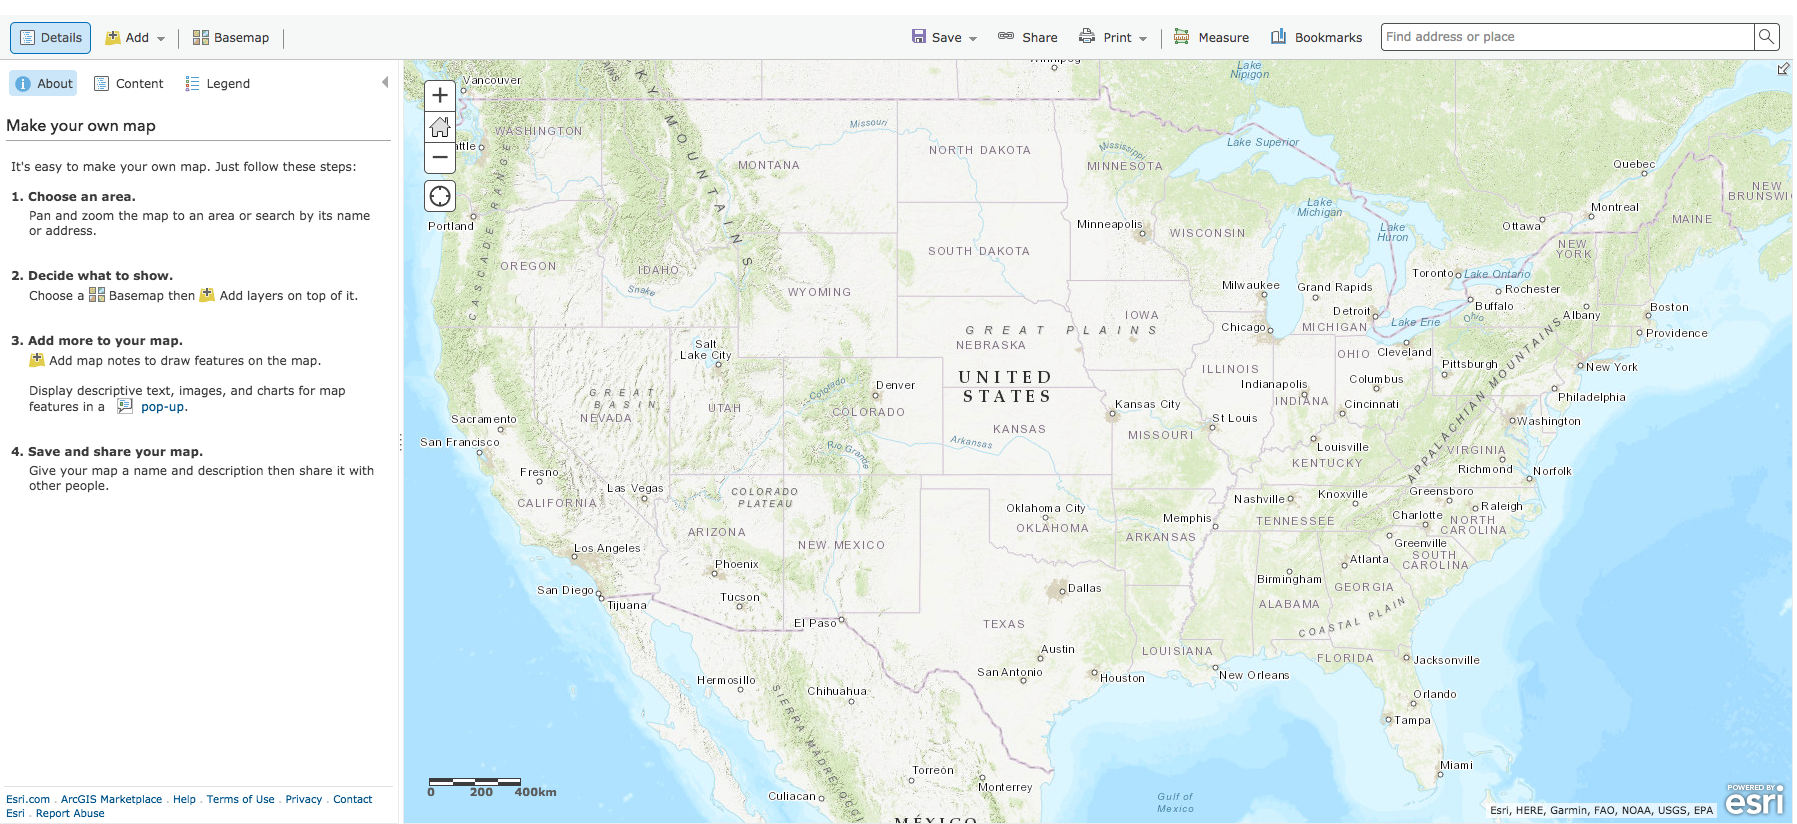 Details Add Basemap Save Share Print Measure Bookmarks Find address or place
About Content Legend
Make your own map
It's easy to make your own map. Just follow these steps:
1. Choose an area.
Pan and zoom the map to an area or search by its name
or address.
2. Decide what to show.
Choose a Basemap then Add layers on top of it.
3. Add more to your map.
Add map notes to draw features on the map.
Display descriptive text, images, and charts for map
features in a pop-up.
4. Save and share your map.
Give your map a name and description then share it with
other people.
Esri.com . ArcGIS Marketplace . Help . Terms of Use . Privacy . Contact
Esri . Report Abuse
Lake
Nipigon
Vancouver
WASHINGTON
Missouri
MONTANA
NORTH DAKOTA
Mississippi
MINNESOTA
Lake Superior
Quebec
NEW
BRUNSWI
MAINE
Montreal
Ottawa
Portland
CASCADE RANGE
MOUNTAINS
Minneapolis
WISCONSIN
Lake
Michigan
Lake
Huron
NEW
YORK
OREGON
IDAHO
SOUTH DAKOTA
Snake
WYOMING
Toronto
Lake Ontario
Rochester
Buffalo
Albany
Boston
Providence
Milwaukee
Grand Rapids
Detroit
Lake Erie
Ohio
IOWA
Chicago
MICHIGAN
GREAT PLAINS
NEBRASKA
Salt
Lake City
OHIO
Cleveland
Pittsburgh
New York
APPALACHIAN MOUNTAINS
ILLINOIS
Indianapolis
Columbus
UNITED
STATES
Denver
Colorado
COLORADO
GREAT
BASIN
NEVADA
UTAH
Philadelphia
INDIANA
Cincinnati
Kansas City
St Louis
Washington
Sacramento
San Francisco
KANSAS
MISSOURI
Arkansas
Rio Grande
Louisville
KENTUCKY
VIRGINIA
Richmond
Norfolk
Fresno
Las Vegas
CALIFORNIA
COLORADO
PLATEAU
Nashville
Knoxville
Greensboro
Raleigh
Oklahoma City
OKLAHOMA
Memphis
TENNESSEE
Charlotte
NORTH
CAROLINA
ARIZONA
NEW MEXICO
ARKANSAS
Greenville
SOUTH
CAROLINA
Los Angeles
Phoenix
Atlanta
Birmingham
GEORGIA
San Diego
Tijuana
Tucson
Dallas
ALABAMA
COASTAL PLAIN
El Paso
TEXAS
Austin
LOUISIANA
FLORIDA
Jacksonville
San Antonio
Houston
New Orleans
Hermosillo
Chihuahua
SIERRA MADRE
Orlando
Tampa
Torreón
Monterrey
Miami
Culiacan
Gulf of
Mexico
MÉXICO
0 200 400km
Esri, HERE, Garmin, FAO, NOAA, USGS, EPA
POWERED BY
esri